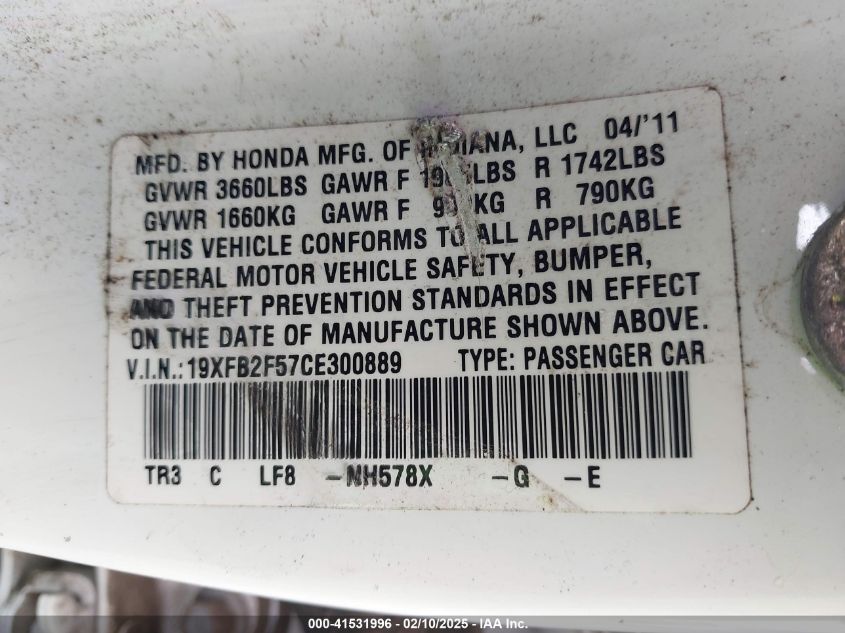 MFD. BY HONDA MFG. OF LLC 04/'11
GVWR 3660LBS GAWR F R 1742LBS
GVWR 1660KG GAWR F R 790KG
THIS VEHICLE CONFORMS TO ALL APPLICABLE
FEDERAL MOTOR VEHICLE SAFETY, BUMPER,
AND THEFT PREVENTION STANDARDS IN EFFECT
ON THE DATE OF MANUFACTURE SHOWN ABOVE.
V.I.N.:19XFB2F57CE300889 TYPE: PASSENGER CAR
TR3 C LF8 -NH578X -G -E
000-41531996 - 02/10/2025 - IAA Inc.